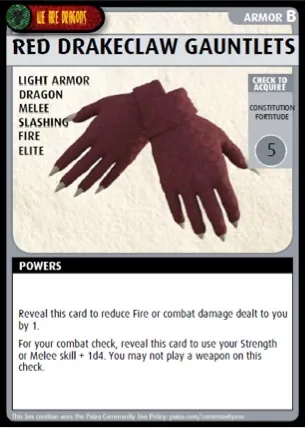 WE ARE DRAGONS
ARMOR B
RED DRAKECLAW GAUNTLETS
LIGHT ARMOR
DRAGON
MELEE
SLASHING
FIRE
ELITE
CHECK TO
ACQUIRE
CONSTITUTION
FORTITUDE
5
POWERS
Reveal this card to reduce Fire or combat damage dealt to you
by 1.
For your combat check, reveal this card to use your Strength
or Melee skill + 1d4. You may not play a weapon on this
check.
This fan creation uses the Paizo Community Use Policy: paizo.com/communityuse